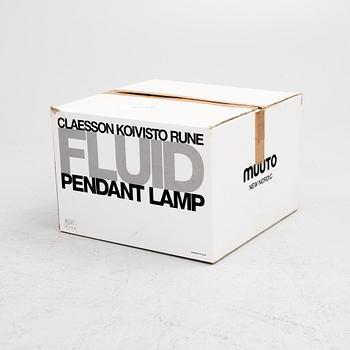 CLAESSON KOIVISTO RUNE
FLUID
PENDANT LAMP
muuto
NEW NORDIC